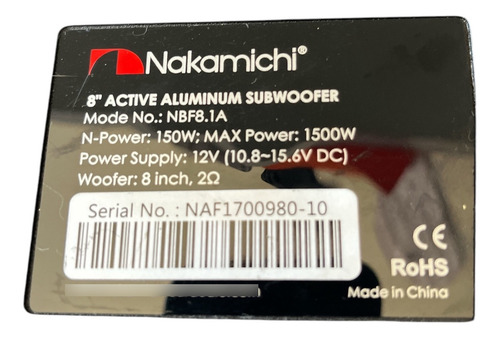 Nakamichi®
8" ACTIVE ALUMINUM SUBWOOFER
Mode No.: NBF8.1A
N-Power: 150W; MAX Power: 1500W
Power Supply: 12V (10.8~15.6V DC)
Woofer: 8 inch, 2Ω
Serial No. : NAF1700980-10
CE
RoHS
Made in China